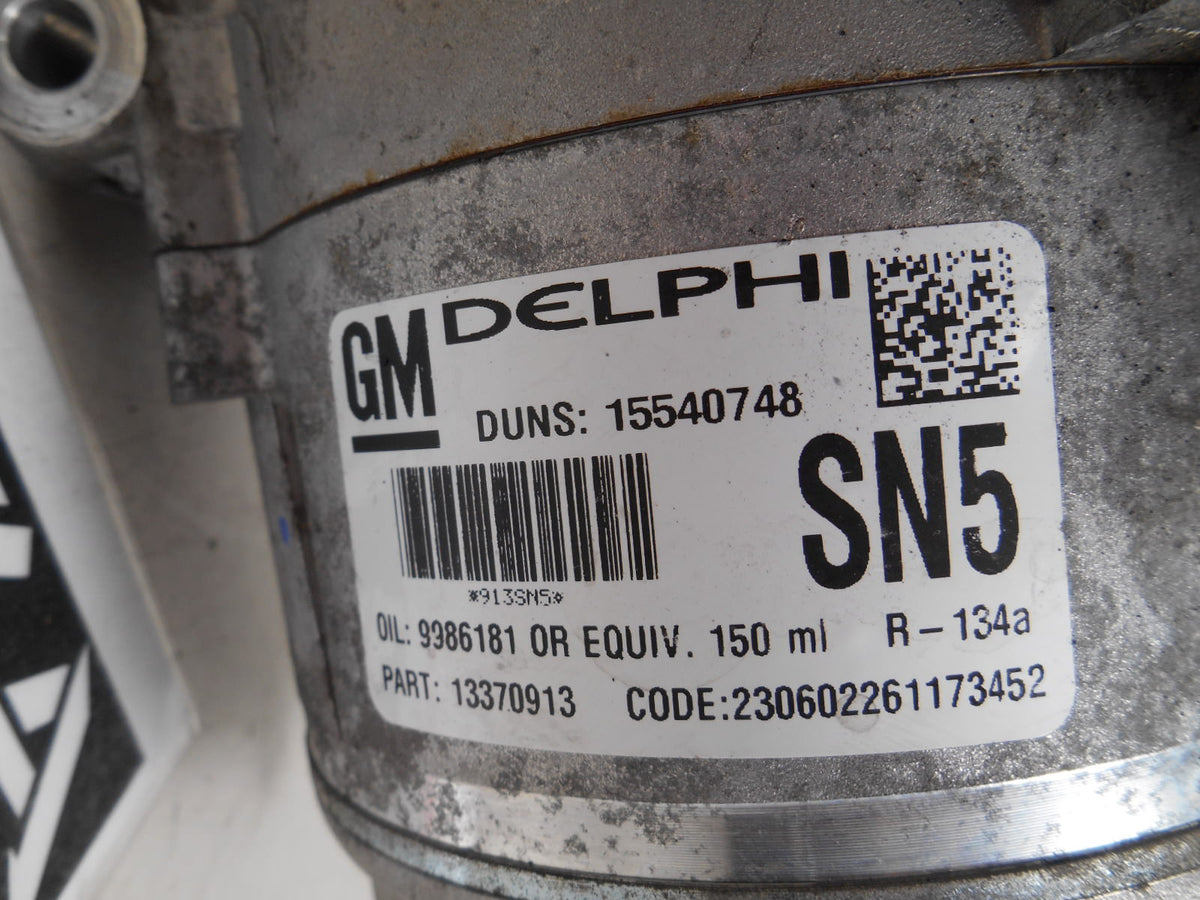 GM DELPHI
DUNS: 15540748
SN5
*913SN5*
OIL: 9986181 OR EQUIV. 150 ml R-134a
PART: 13370913 CODE:230602261173452